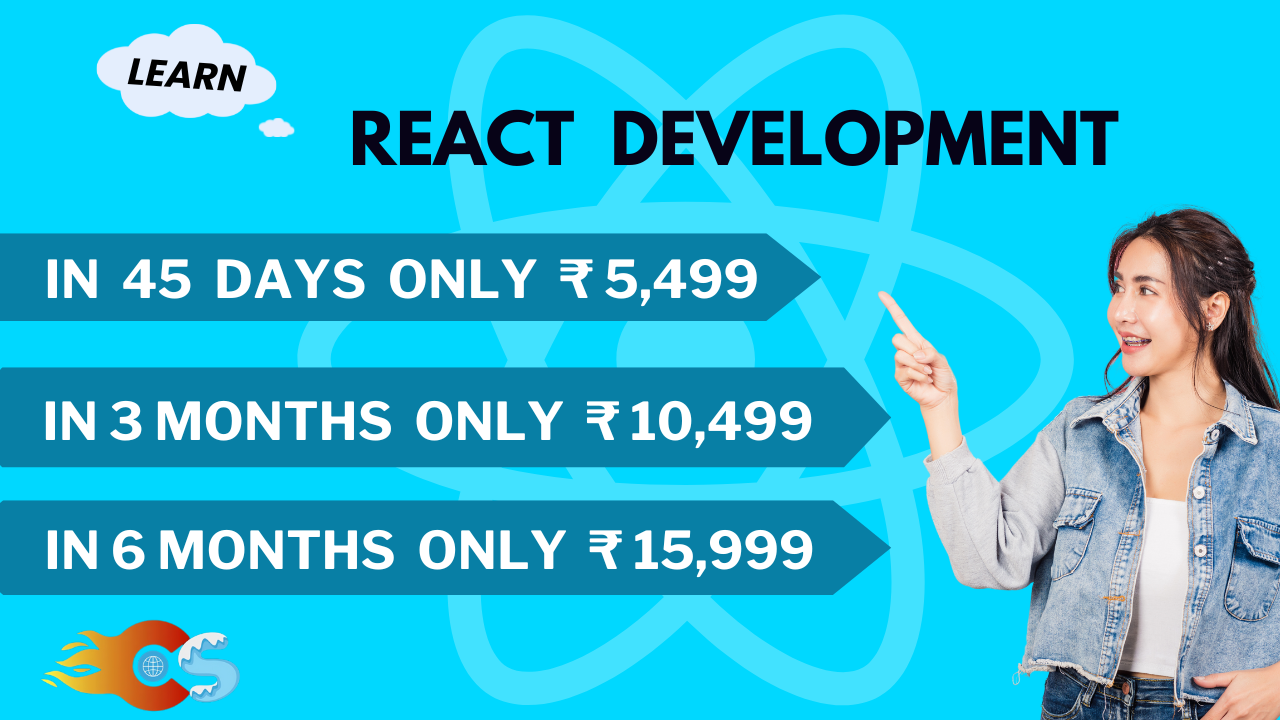 LEARN
REACT DEVELOPMENT
IN 45 DAYS ONLY ₹ 5,499
IN 3 MONTHS ONLY ₹ 10,499
IN 6 MONTHS ONLY ₹ 15,999
CS